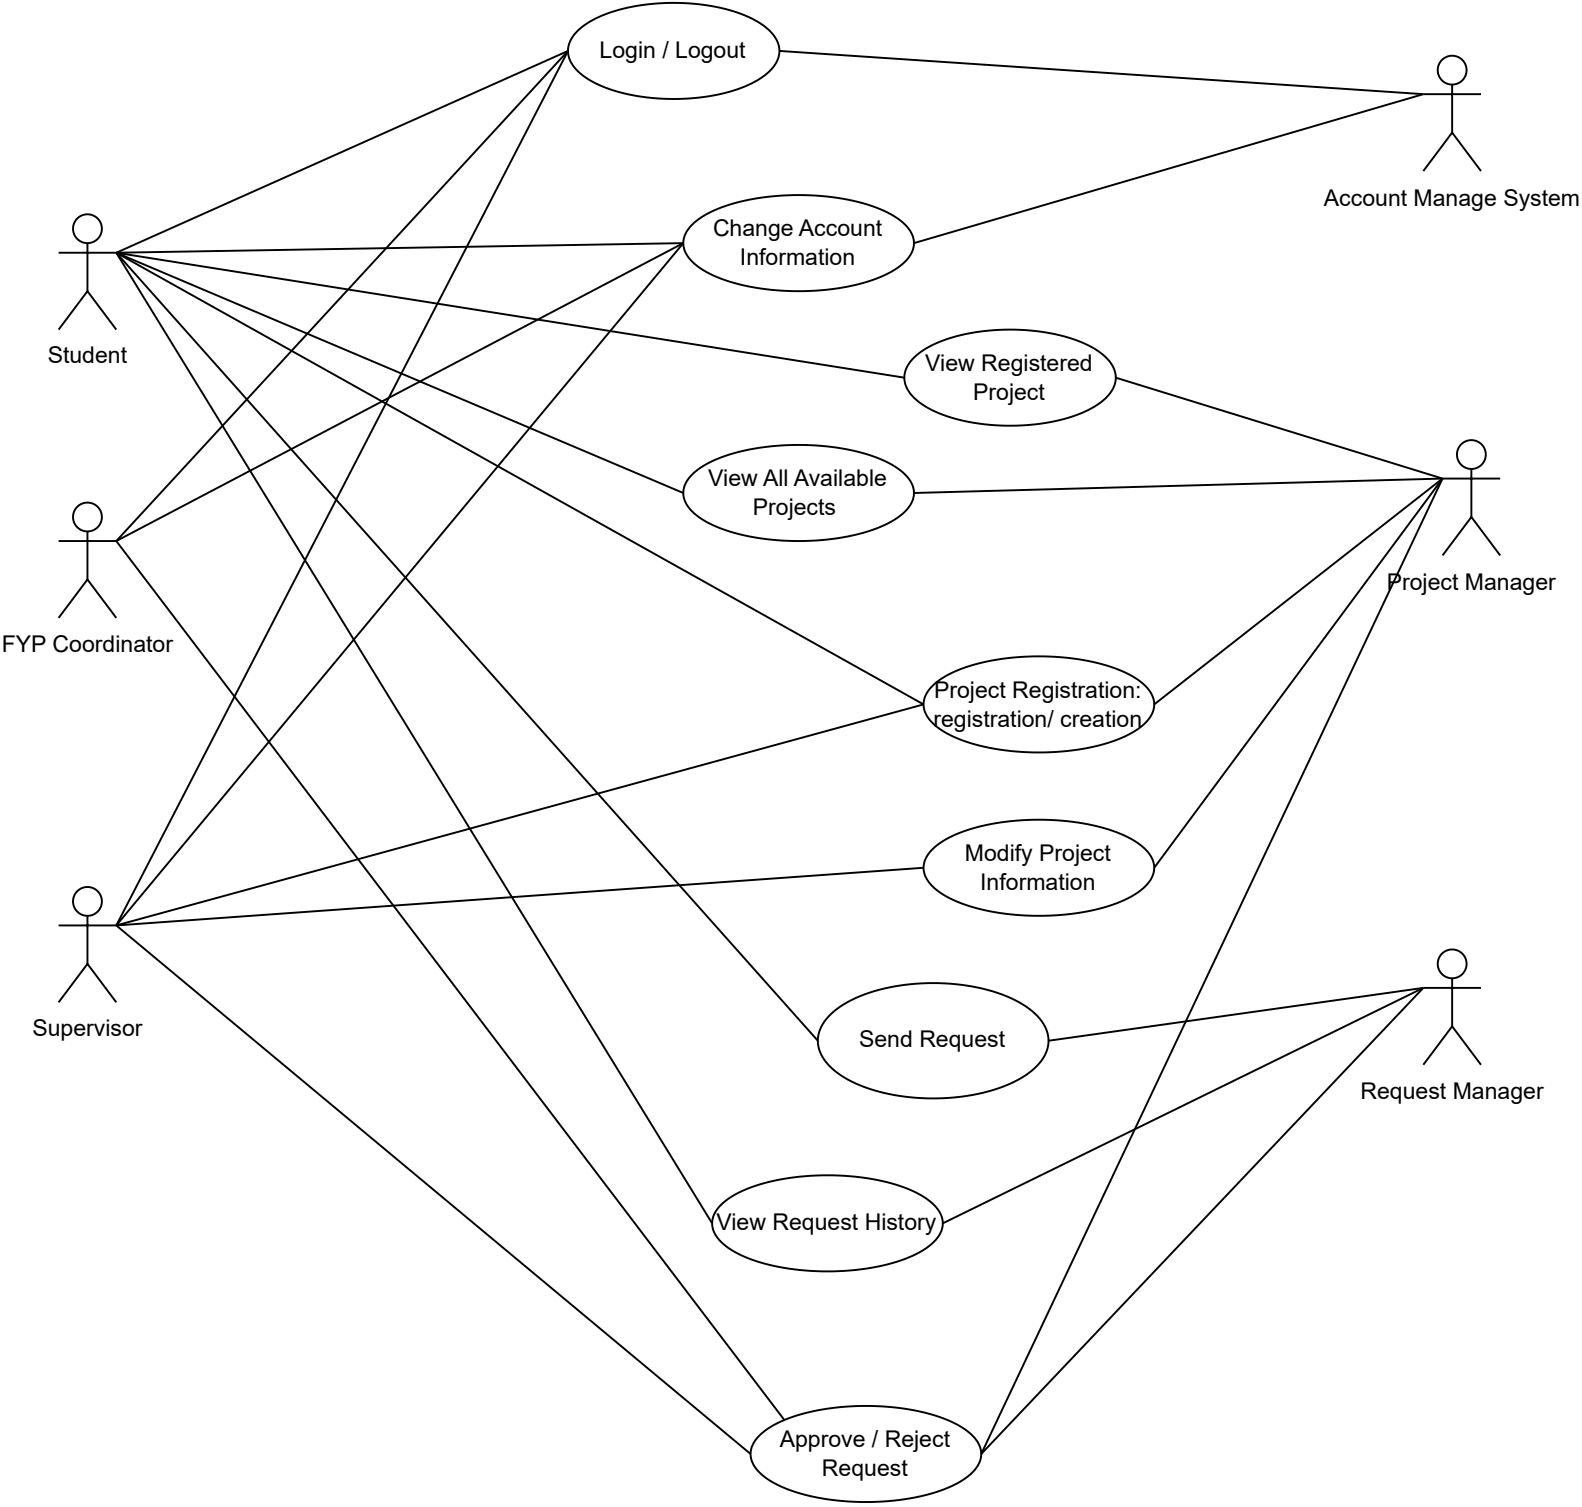 Login / Logout
Account Manage System
Change Account
Information
Student
View Registered
Project
View All Available
Projects
Project Manager
FYP Coordinator
Project Registration:
registration/ creation
Modify Project
Information
Supervisor
Send Request
Request Manager
View Request History
Approve / Reject
Request